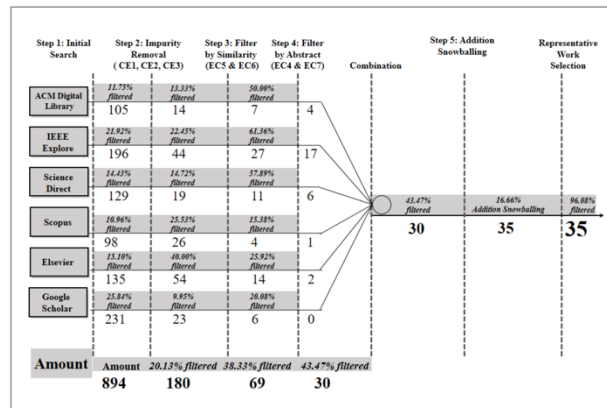 Step 1: Initial
Search
Step 2: Impurity
Removal
( CE1, CE2, CE3)
Step 3: Filter
by Similarity
(EC5 & EC6)
Step 4: Filter
by Abstract
(EC4 & EC7)
Combination
Step 5: Addition
Snowballing
Representative
Work
Selection
ACM Digital
Library
11.75%
filtered
13.33%
filtered
50.00%
filtered
105
14
7
4
IEEE
Explore
21.92%
filtered
22.45%
filtered
61.36%
filtered
196
44
27
17
Science
Direct
14.43%
filtered
14.72%
filtered
57.89%
filtered
129
19
11
6
Scopus
10.96%
filtered
25.53%
filtered
15.38%
filtered
98
26
4
1
Elsevier
15.10%
filtered
40.00%
filtered
25.92%
filtered
135
54
14
2
Google
Scholar
25.84%
filtered
9.95%
filtered
20.08%
filtered
231
23
6
0
43.47%
filtered
16.66%
Addition Snowballing
96.08%
filtered
30
35
35
Amount
Amount
20.13% filtered
38.33% filtered
43.47% filtered
894
180
69
30